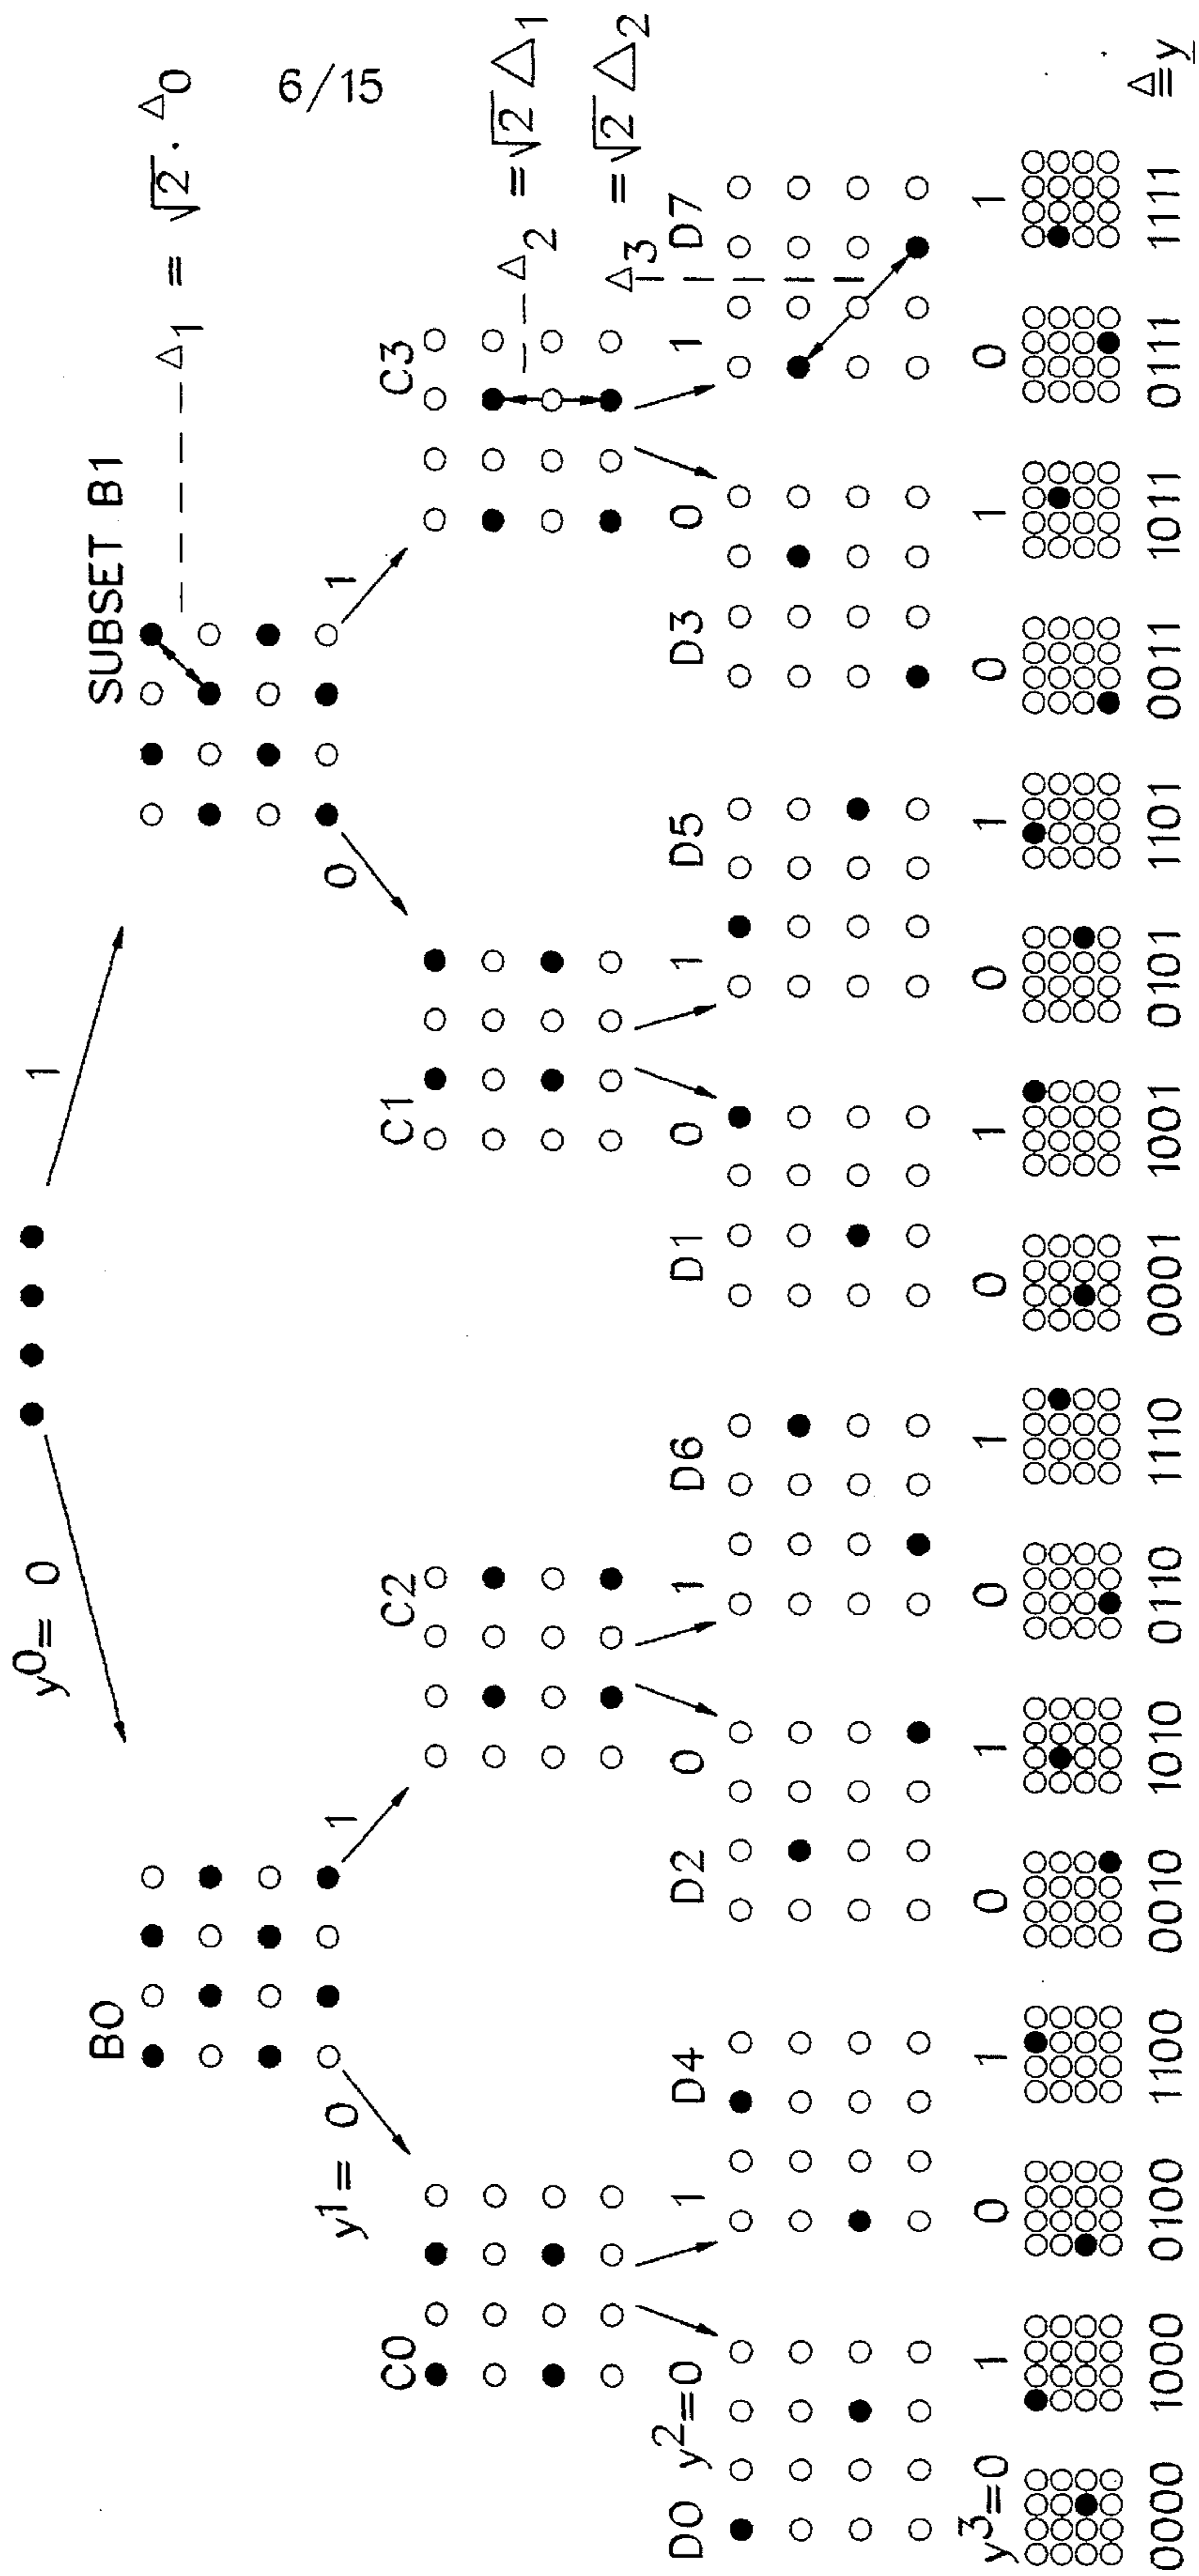 6/15
y0= 0
1
B0
SUBSET B1
Δ1 = √2 · Δ0
y1= 0
1
0
1
C0
C2
C1
C3
Δ2 = √2 Δ1
Δ3 = √2 Δ2
D0 y2=0
1 D4
D2 0
1 D6
D1 0
1 D5
D3 0
1 D7
y3=0 1 0 1 0 1 0 1 0 1 0 1 0 1 0 1
0000 1000 0100 1100 0010 1010 0110 1110 0001 1001 0101 1101 0011 1011 0111 1111 ≙y